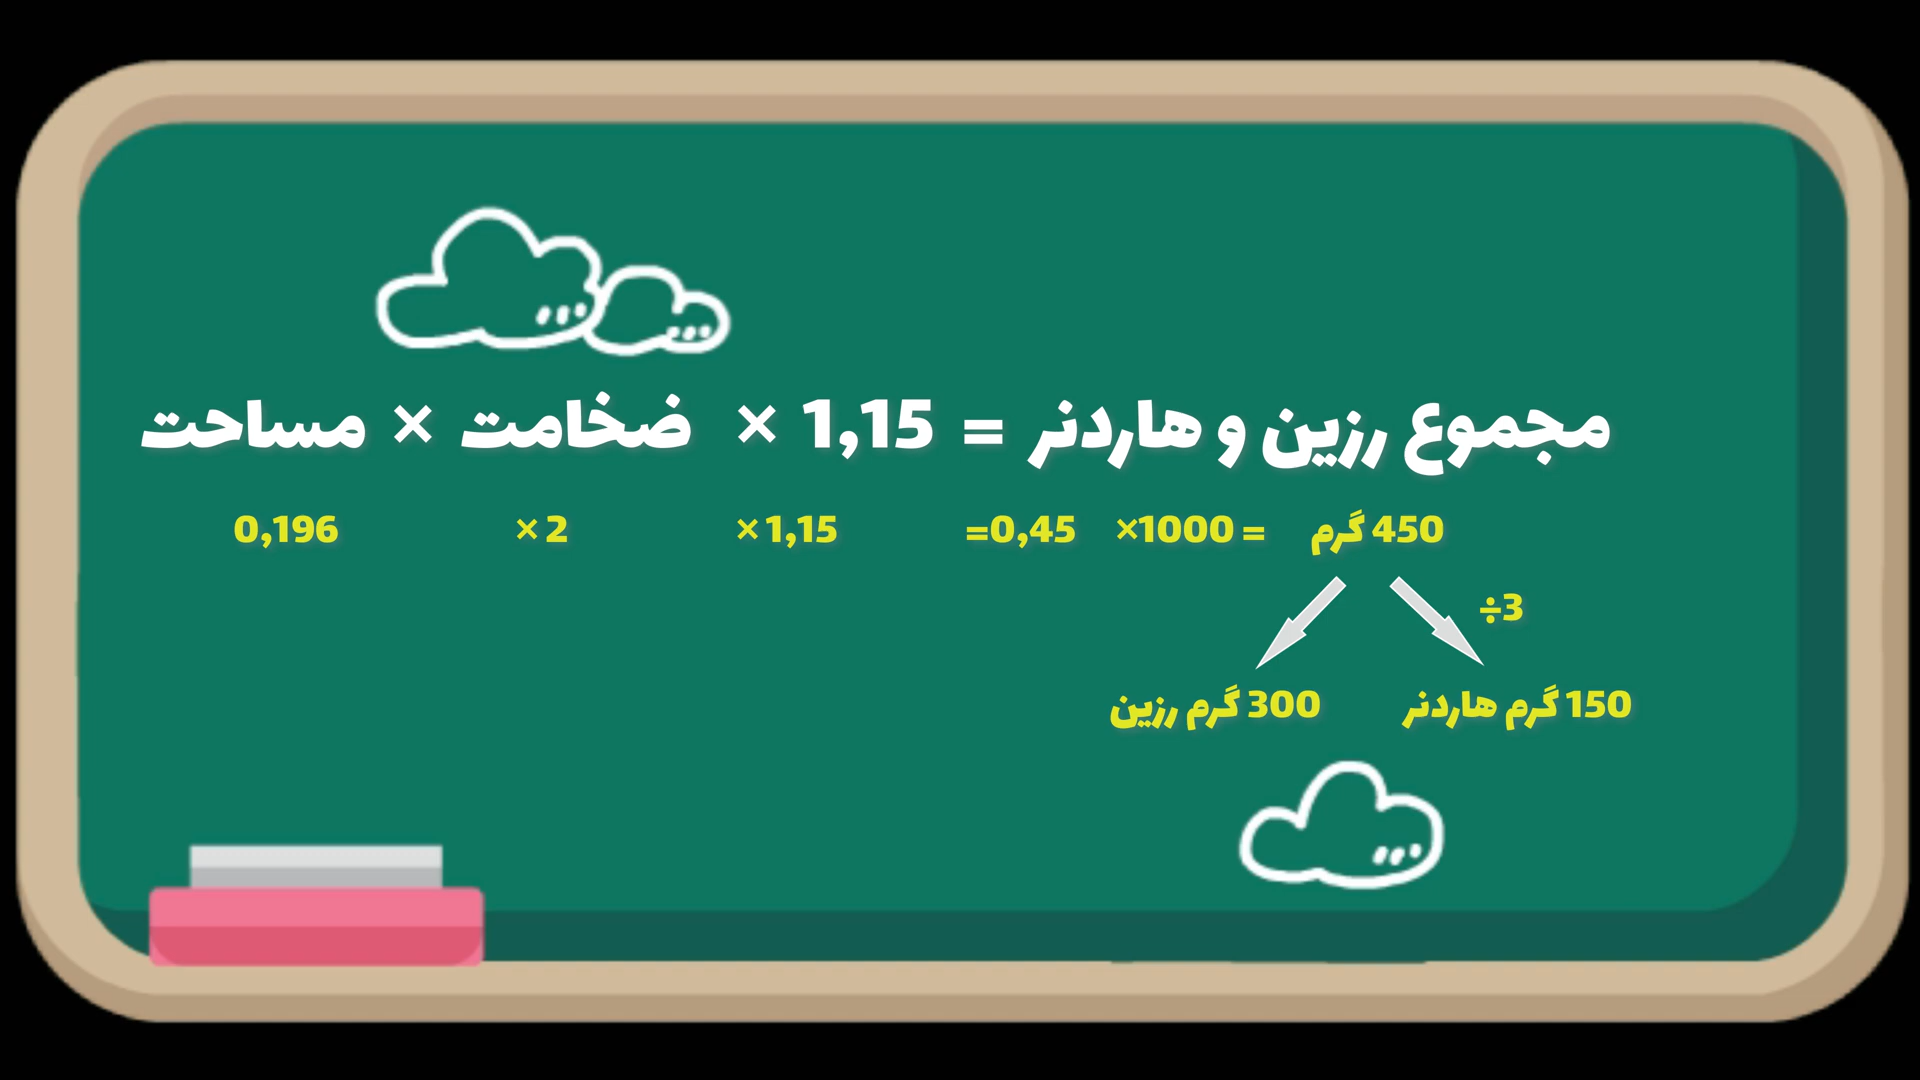 مساحت × ضخامت × 1,15 = مجموع رزین و هاردنر
0,196 × 2 × 1,15 =0,45 ×1000 = 450 گرم
÷3
300 گرم رزین 150 گرم هاردنر